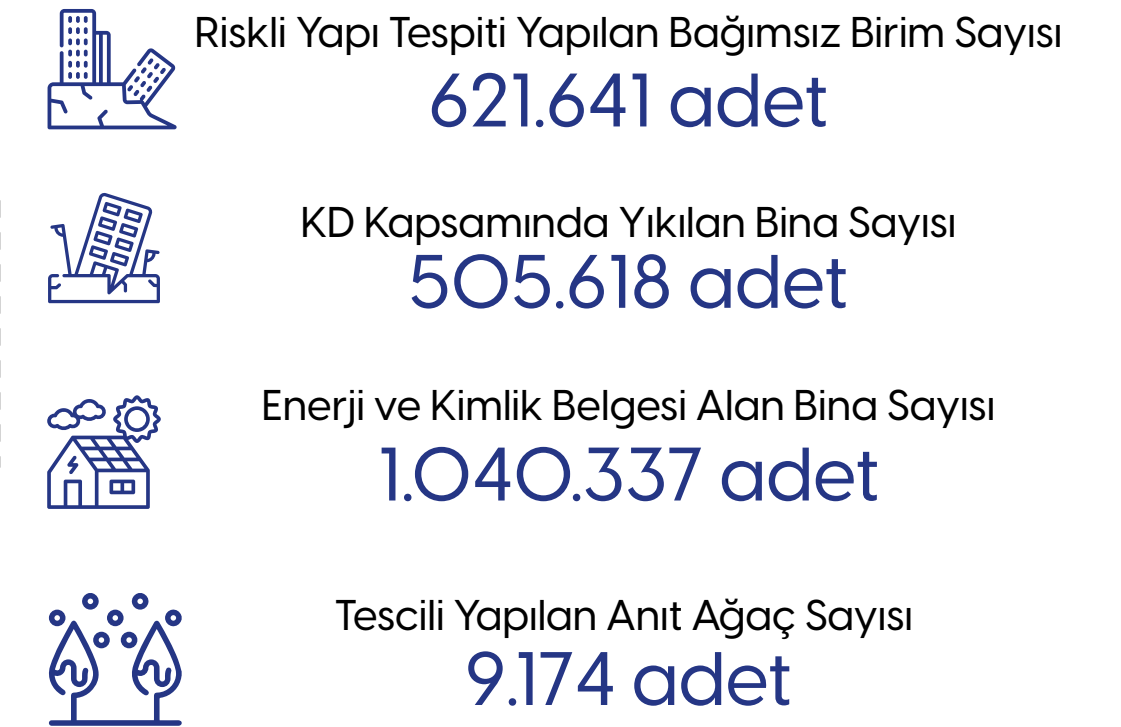 Riskli Yapı Tespiti Yapılan Bağımsız Birim Sayısı
621.641 adet
KD Kapsamında Yıkılan Bina Sayısı
505.618 adet
Enerji ve Kimlik Belgesi Alan Bina Sayısı
1.040.337 adet
Tescili Yapılan Anıt Ağaç Sayısı
9.174 adet